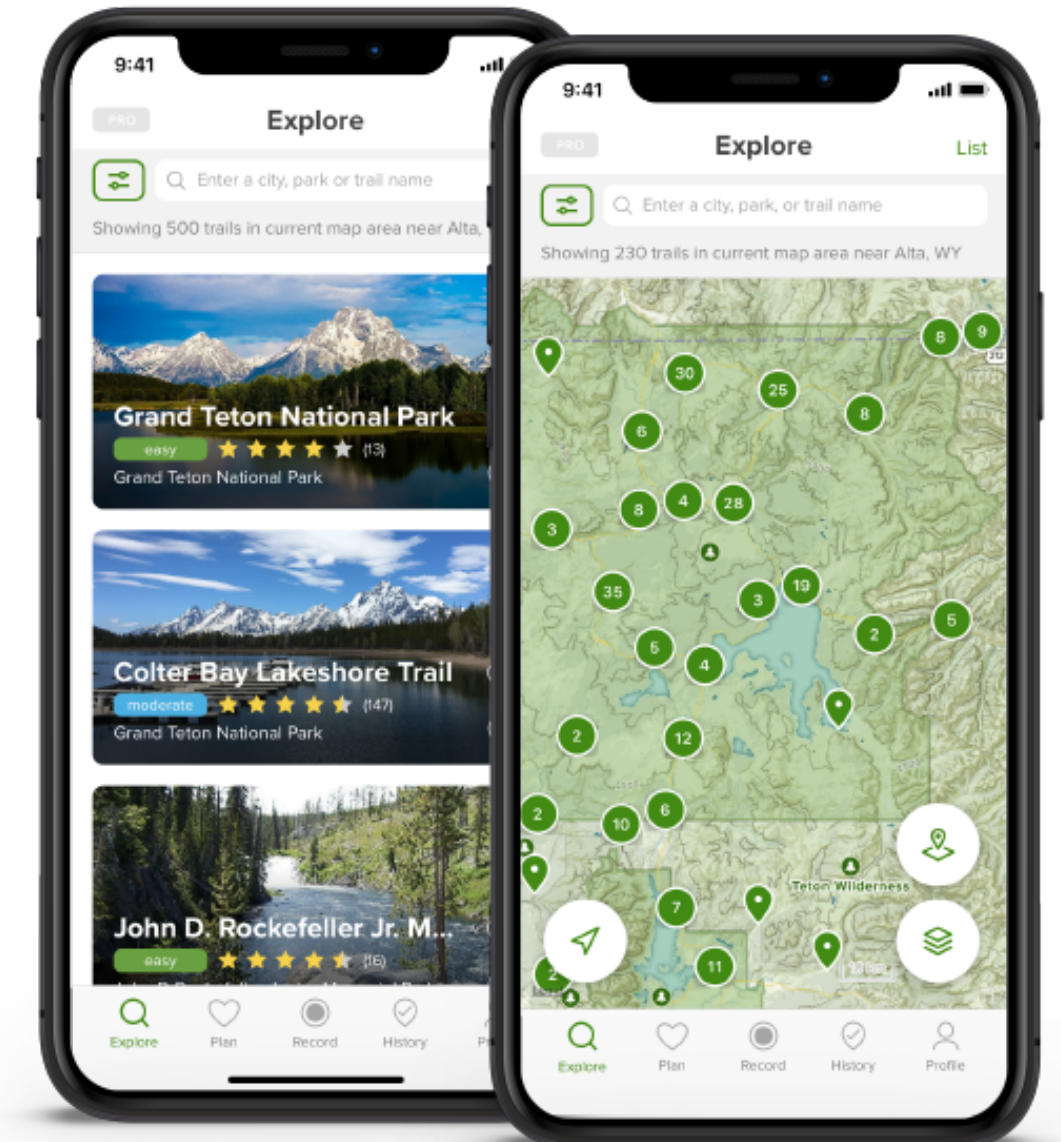 9:41
PRO
Explore
Enter a city, park or trail name
Showing 500 trails in current map area near Alta,
Grand Teton National Park
easy (13)
Grand Teton National Park
Colter Bay Lakeshore Trail
moderate (147)
Grand Teton National Park
John D. Rockefeller Jr. M...
easy (16)
Explore Plan Record History
9:41
PRO Explore List
Enter a city, park, or trail name
Showing 230 trails in current map area near Alta, WY
8 9
212
30
25
8
6
8 4 28
3
35
3 19
5
2
5
4
2
12
2
10 6
Teton Wilderness
7
11
2
Explore Plan Record History Profile